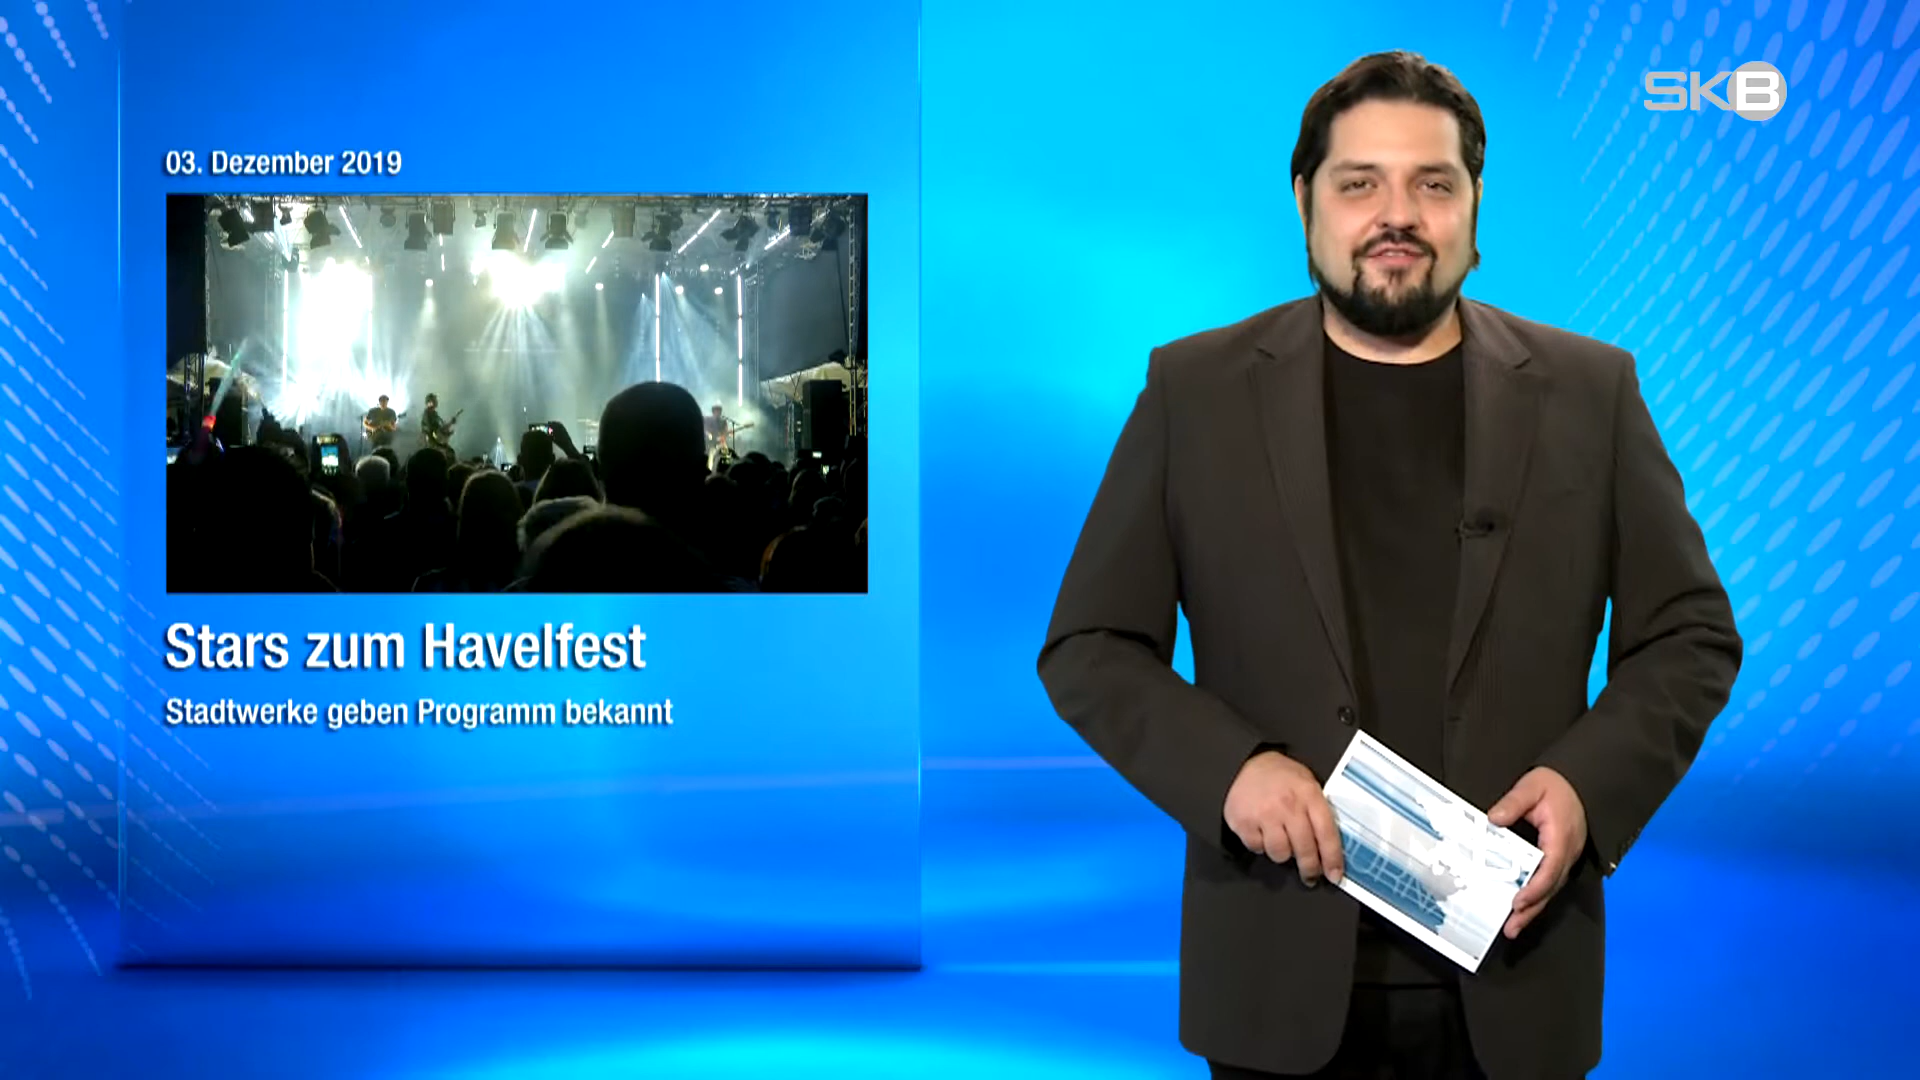 03. Dezember 2019
SKB
Stars zum Havelfest
Stadtwerke geben Programm bekannt